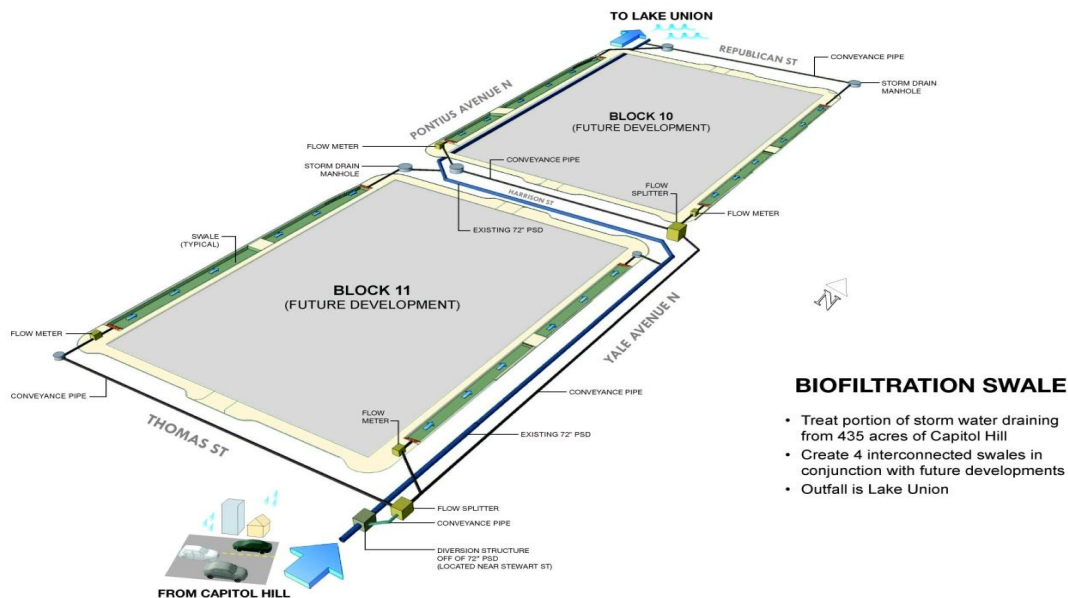 TO LAKE UNION
REPUBLICAN ST
CONVEYANCE PIPE
STORM DRAIN
MANHOLE
PONTIUS AVENUE N
BLOCK 10
(FUTURE DEVELOPMENT)
FLOW METER
STORM DRAIN
MANHOLE
CONVEYANCE PIPE
FLOW
SPLITTER
HARRISON ST
FLOW METER
EXISTING 72" PSD
SWALE
(TYPICAL)
BLOCK 11
(FUTURE DEVELOPMENT)
N
YALE AVENUE N
FLOW METER
CONVEYANCE PIPE
THOMAS ST
FLOW
METER
CONVEYANCE PIPE
EXISTING 72" PSD
FLOW SPLITTER
CONVEYANCE PIPE
DIVERSION STRUCTURE
OFF OF 72" PSD
(LOCATED NEAR STEWART ST)
FROM CAPITOL HILL
BIOFILTRATION SWALE
• Treat portion of storm water draining
from 435 acres of Capitol Hill
• Create 4 interconnected swales in
conjunction with future developments
• Outfall is Lake Union